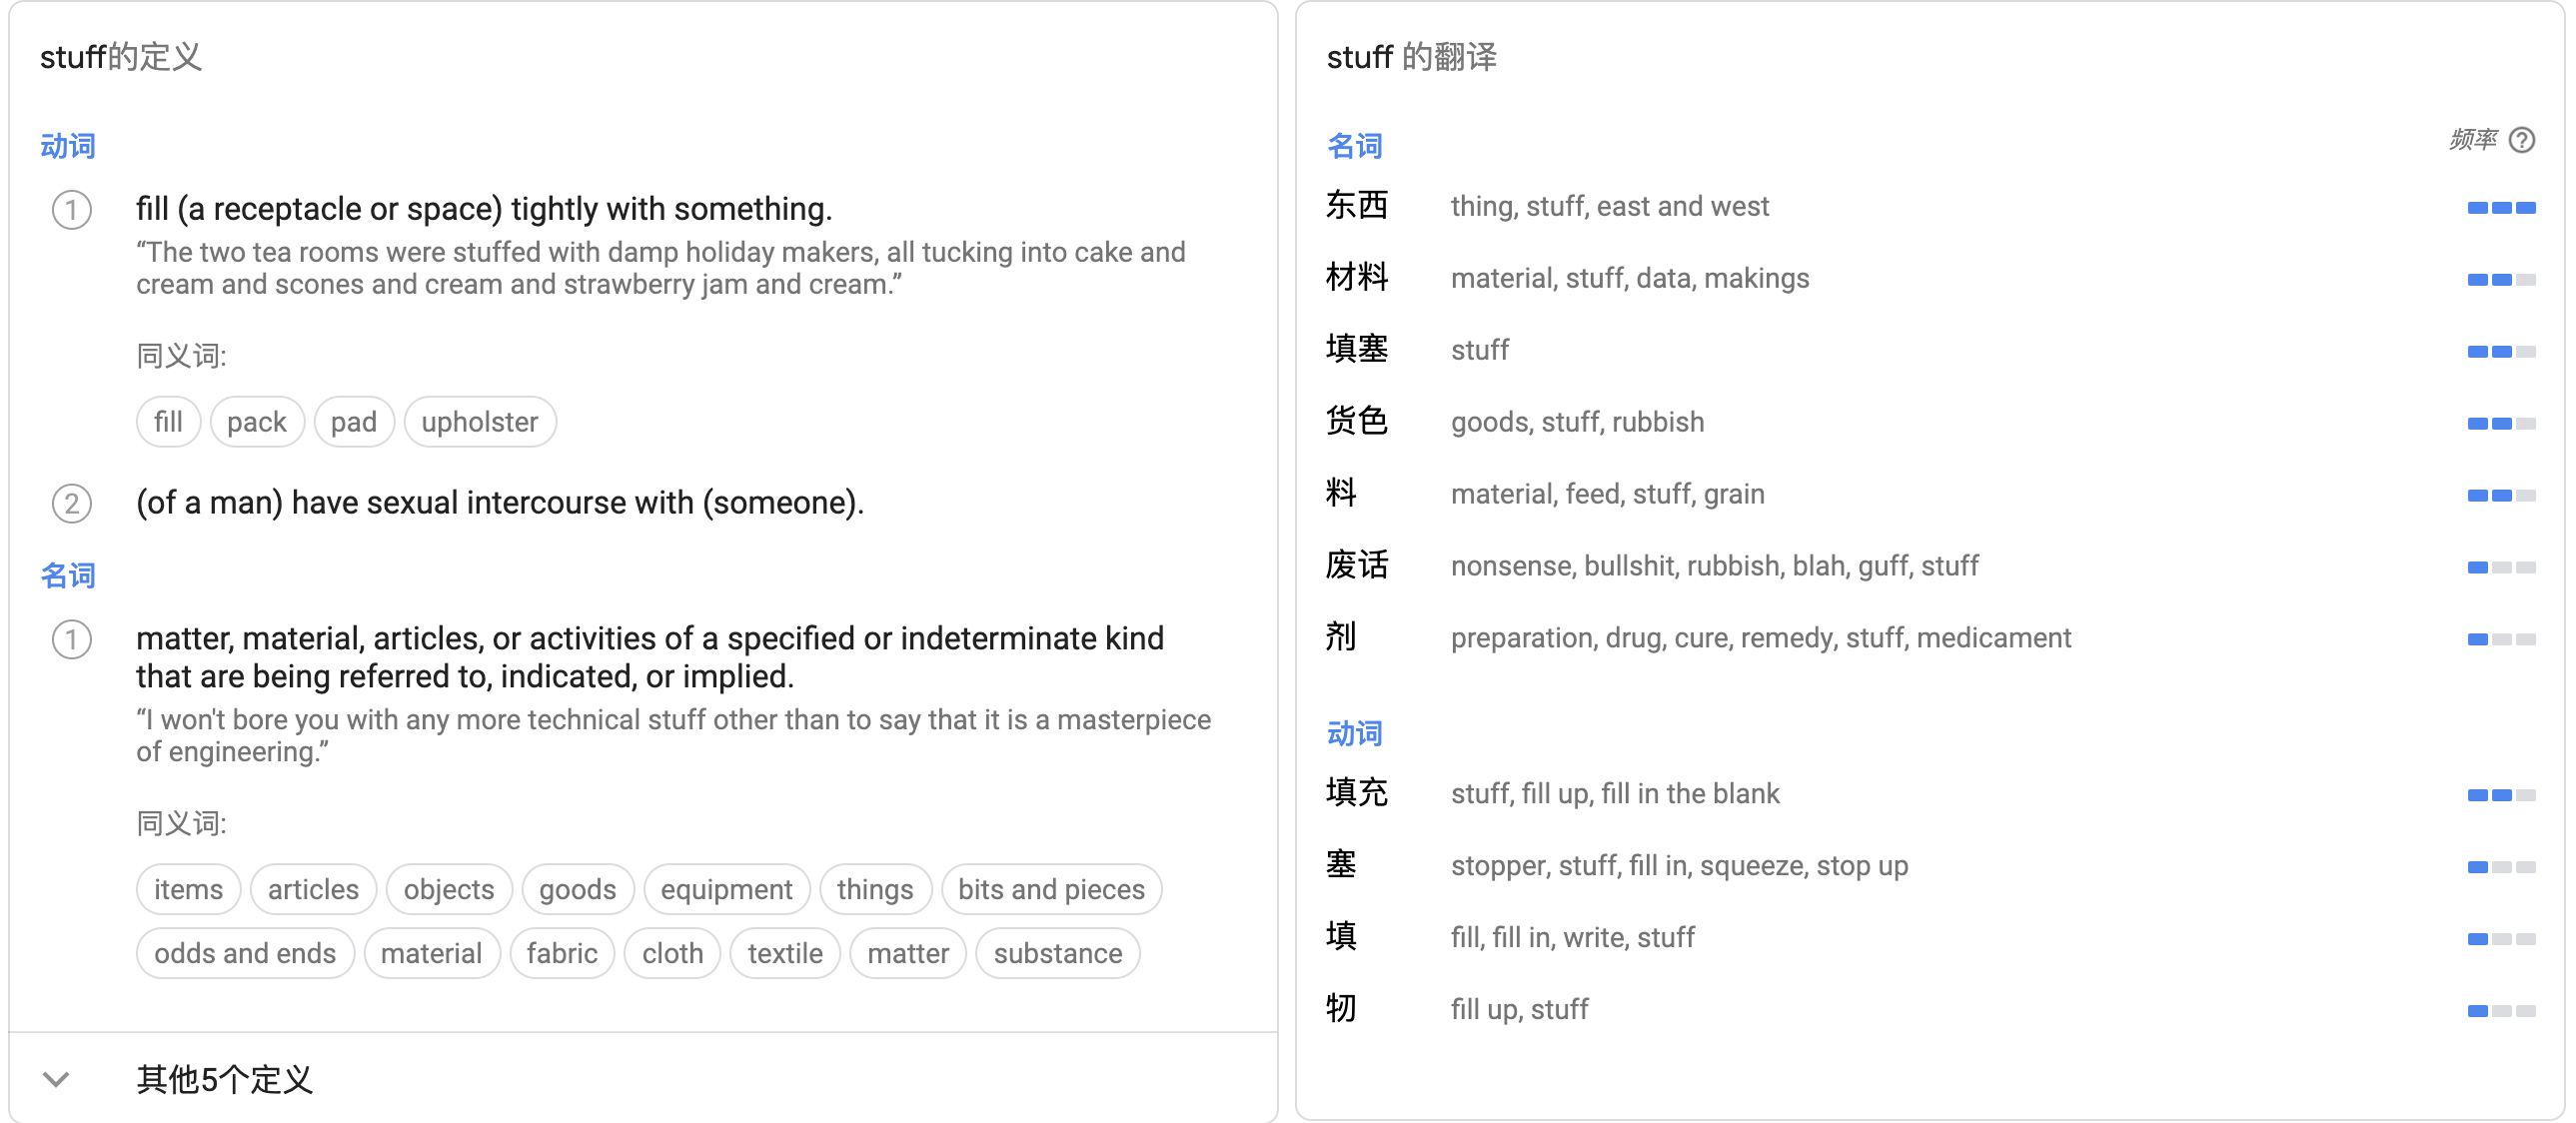 stuff的定义
动词
1 fill (a receptacle or space) tightly with something.
“The two tea rooms were stuffed with damp holiday makers, all tucking into cake and
cream and scones and cream and strawberry jam and cream.”
同义词:
fill pack pad upholster
2 (of a man) have sexual intercourse with (someone).
名词
1 matter, material, articles, or activities of a specified or indeterminate kind
that are being referred to, indicated, or implied.
“I won't bore you with any more technical stuff other than to say that it is a masterpiece
of engineering.”
同义词:
items articles objects goods equipment things bits and pieces
odds and ends material fabric cloth textile matter substance
其他5个定义
stuff 的翻译
名词 频率 ?
东西 thing, stuff, east and west
材料 material, stuff, data, makings
填塞 stuff
货色 goods, stuff, rubbish
料 material, feed, stuff, grain
废话 nonsense, bullshit, rubbish, blah, guff, stuff
剂 preparation, drug, cure, remedy, stuff, medicament
动词
填充 stuff, fill up, fill in the blank
塞 stopper, stuff, fill in, squeeze, stop up
填 fill, fill in, write, stuff
牣 fill up, stuff